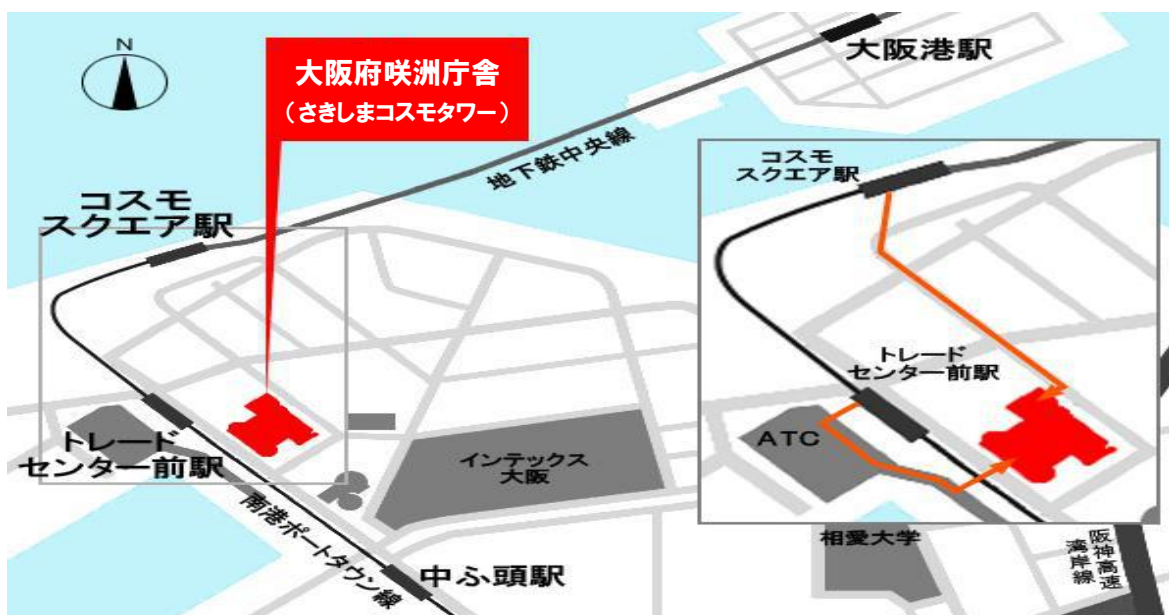 N
大阪府咲洲庁舎
（さきしまコスモタワー）
大阪港駅
地下鉄中央線
コスモ
スクエア駅
トレード
センター前駅
インテックス
大阪
南港ポートタウン線
中ふ頭駅
コスモ
スクエア駅
トレード
センター前駅
ATC
相愛大学
阪神高速
湾岸線